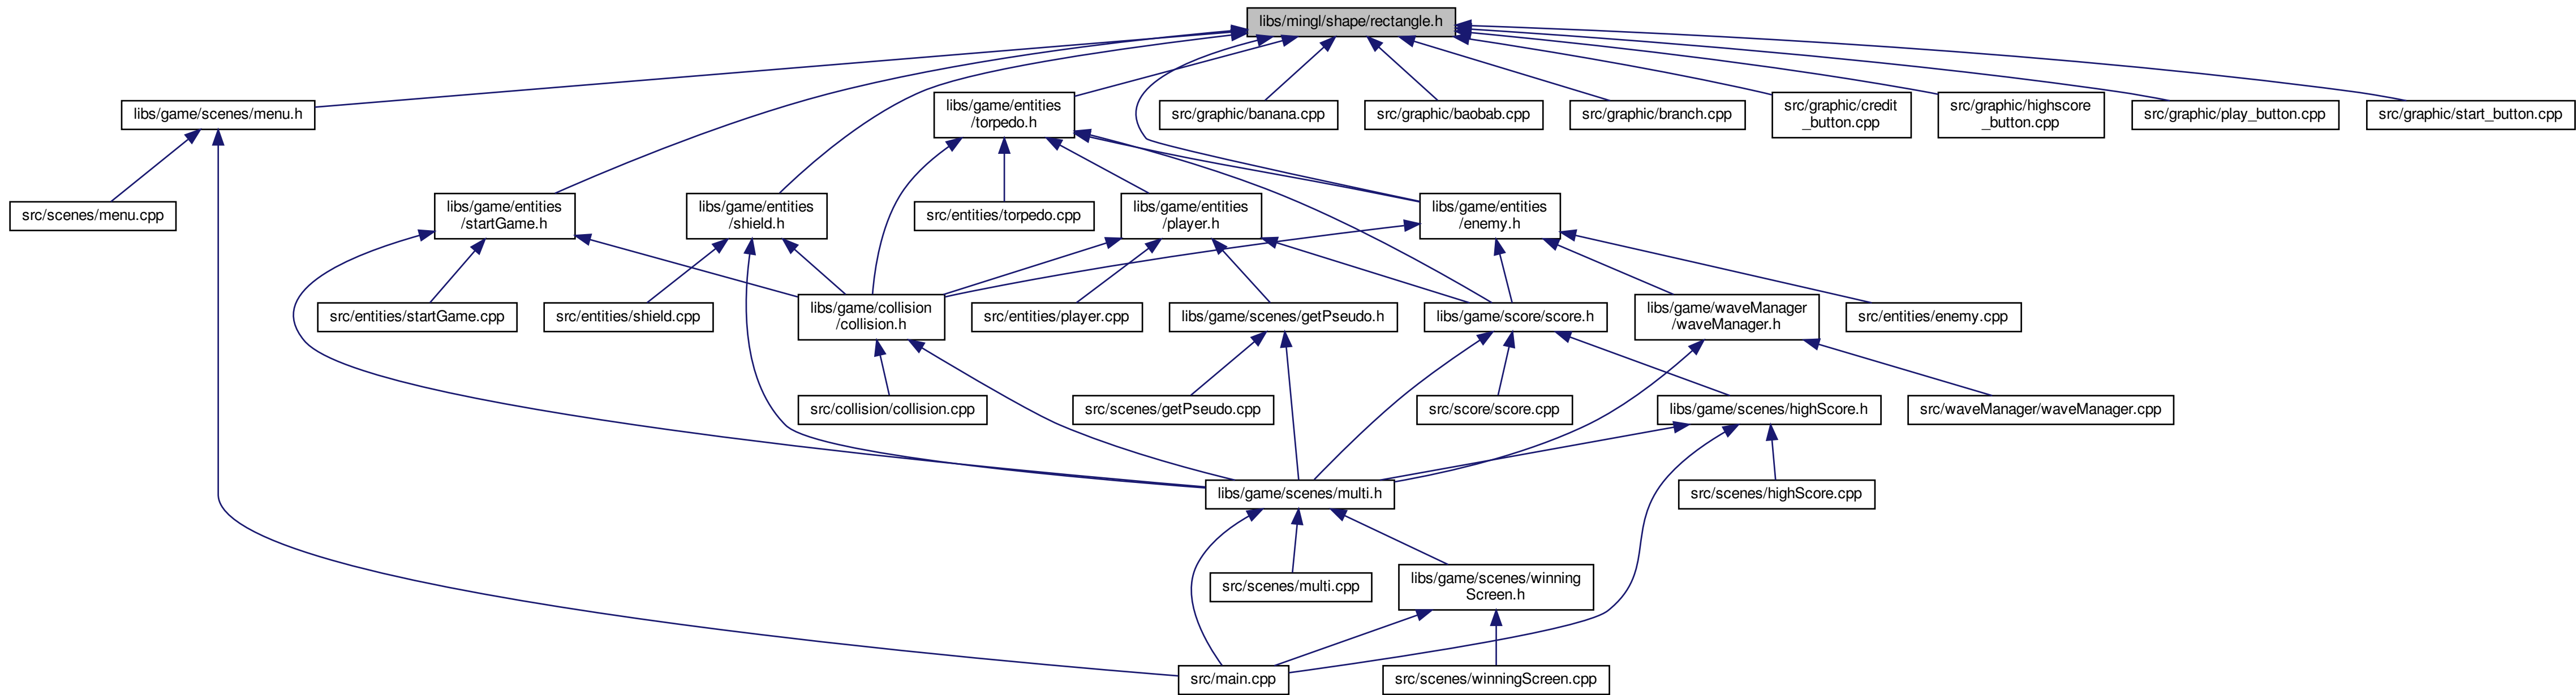 libs/mingl/shape/rectangle.h
libs/game/scenes/menu.h
libs/game/entities
/torpedo.h
src/graphic/banana.cpp
src/graphic/baobab.cpp
src/graphic/branch.cpp
src/graphic/credit
_button.cpp
src/graphic/highscore
_button.cpp
src/graphic/play_button.cpp
src/graphic/start_button.cpp
src/scenes/menu.cpp
libs/game/entities
/startGame.h
libs/game/entities
/shield.h
src/entities/torpedo.cpp
libs/game/entities
/player.h
libs/game/entities
/enemy.h
src/entities/startGame.cpp
src/entities/shield.cpp
libs/game/collision
/collision.h
src/entities/player.cpp
libs/game/scenes/getPseudo.h
libs/game/score/score.h
libs/game/waveManager
/waveManager.h
src/entities/enemy.cpp
src/collision/collision.cpp
src/scenes/getPseudo.cpp
src/score/score.cpp
libs/game/scenes/highScore.h
src/waveManager/waveManager.cpp
libs/game/scenes/multi.h
src/scenes/highScore.cpp
src/scenes/multi.cpp
libs/game/scenes/winning
Screen.h
src/main.cpp
src/scenes/winningScreen.cpp